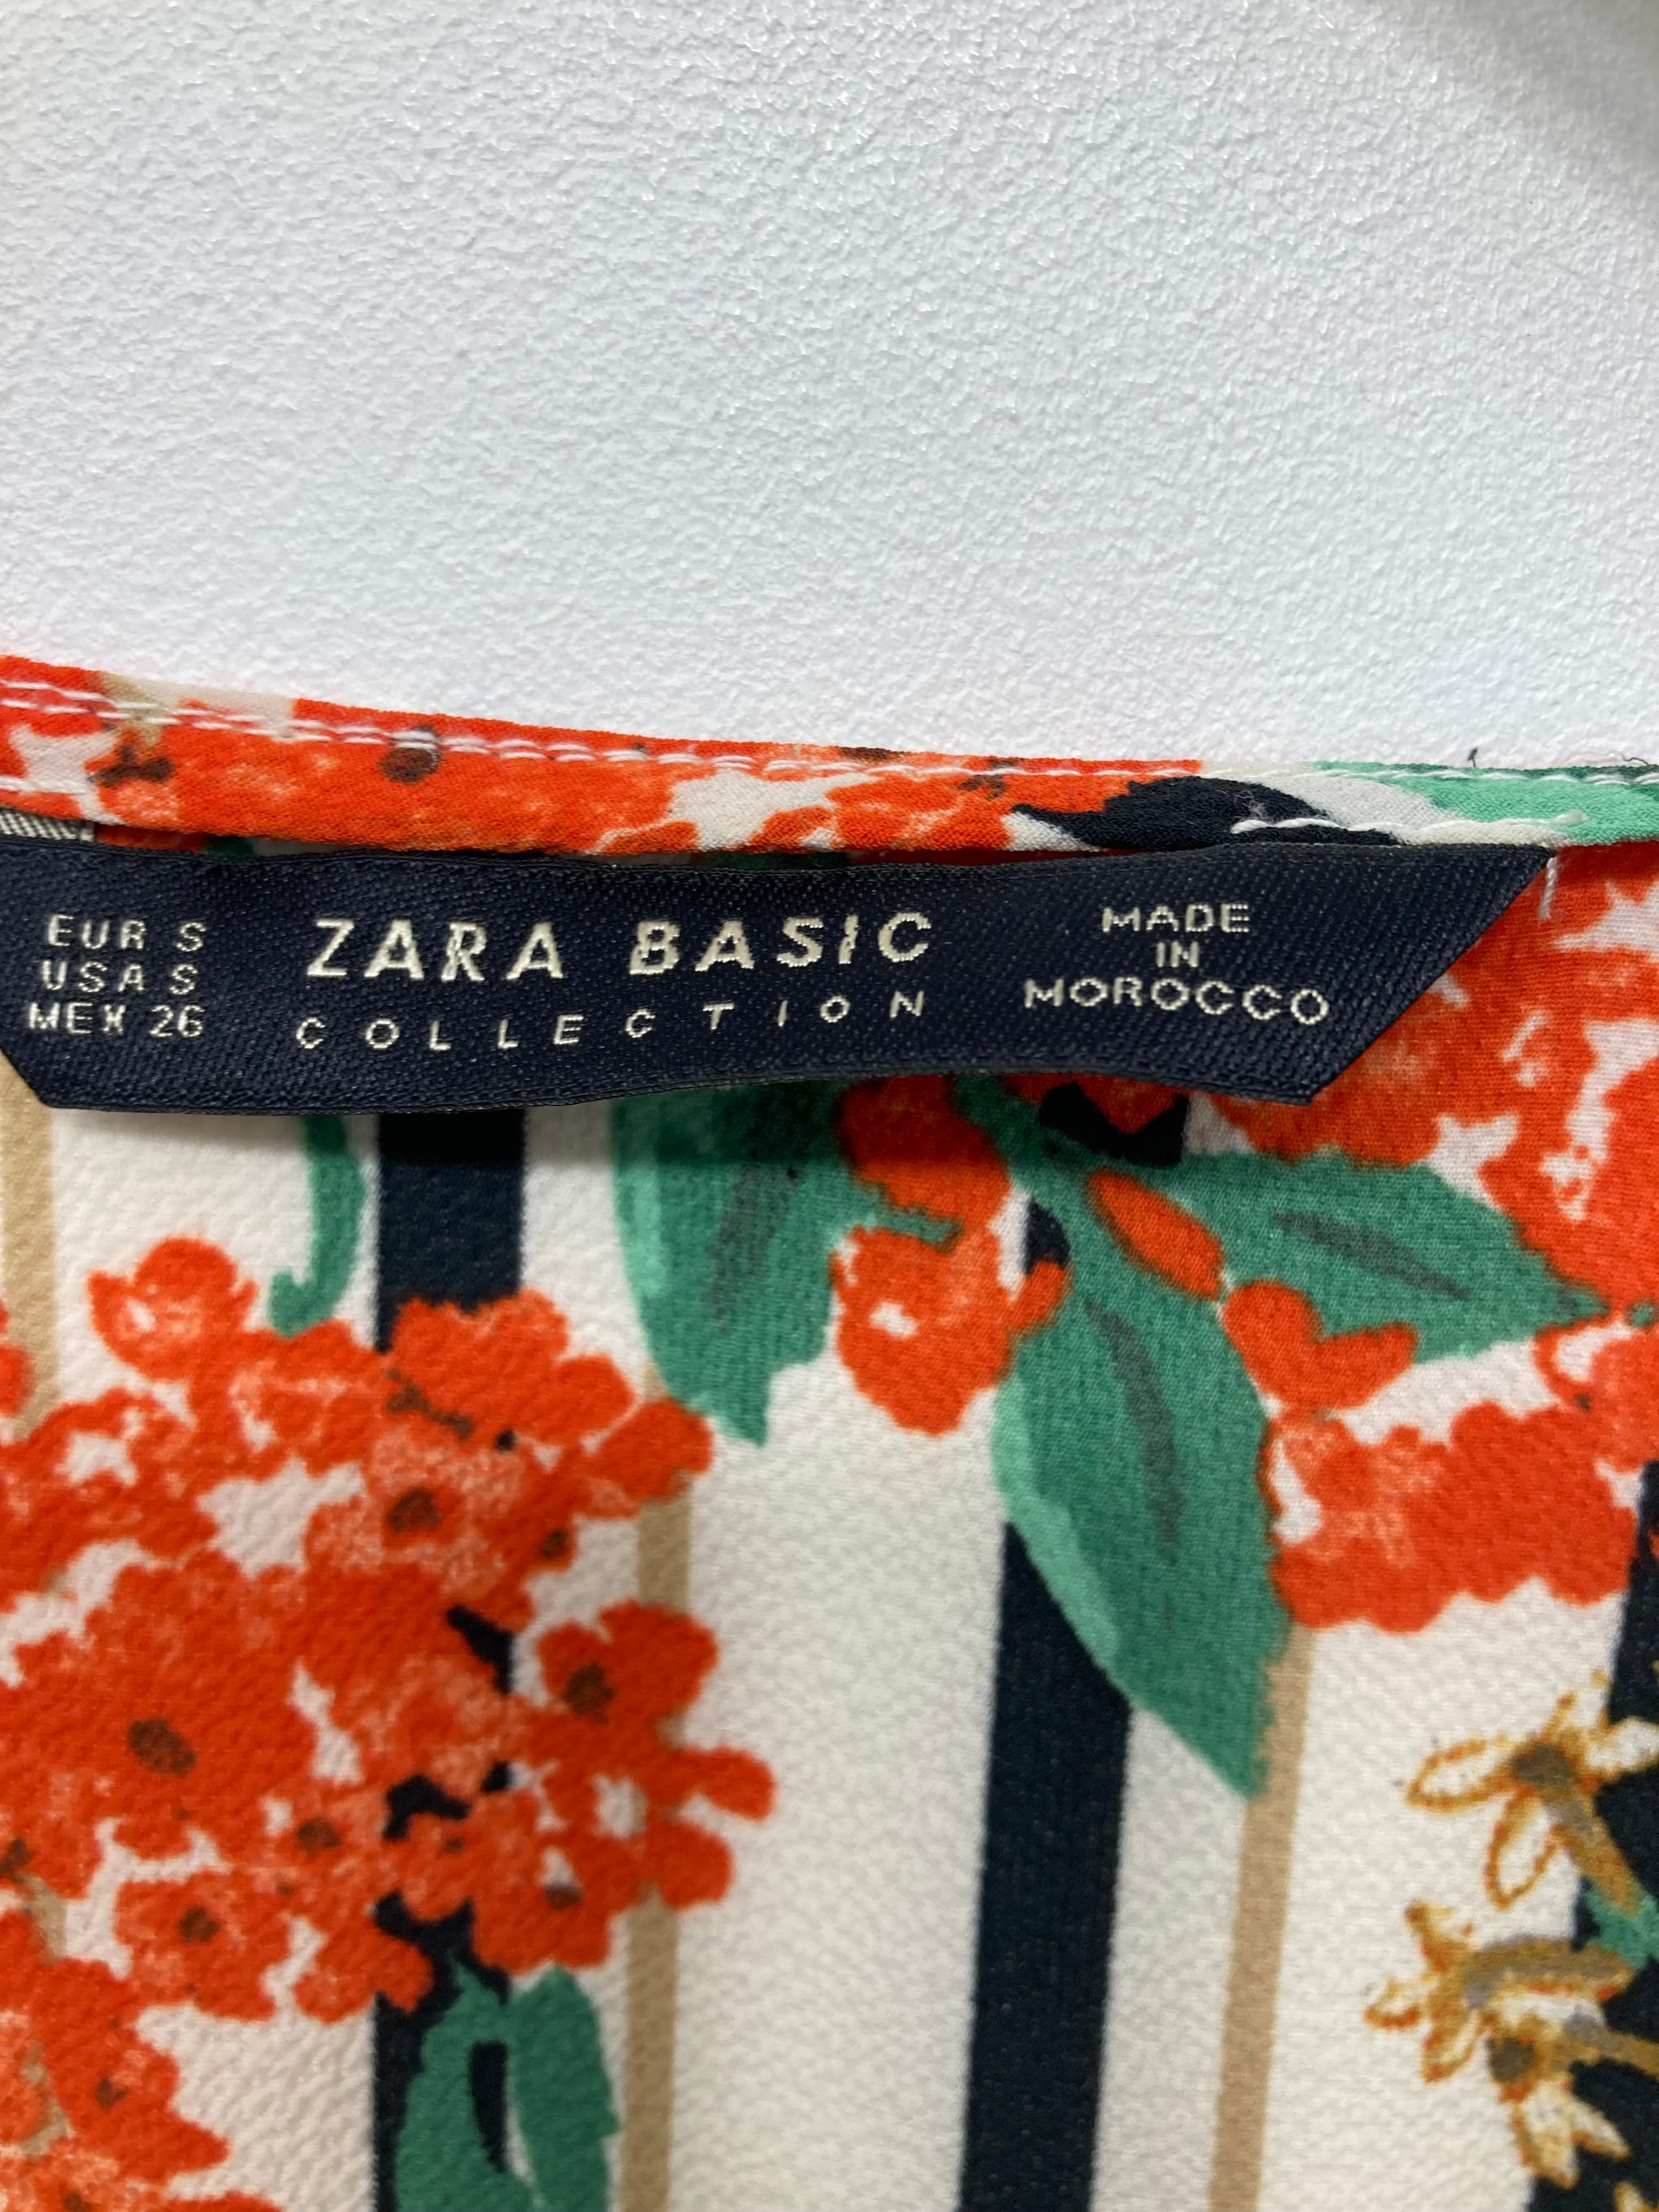 EUR S
USA S
MEX 26
ZARA BASIC
COLLECTION
MADE
IN
MOROCCO